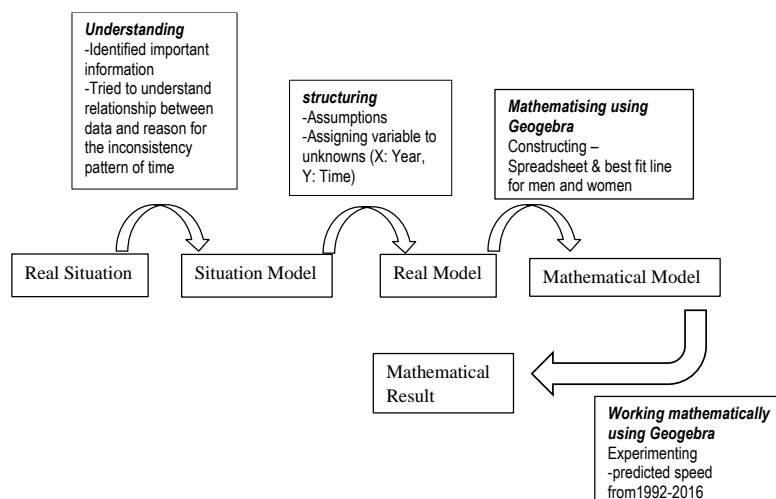 Understanding
-Identified important
information
-Tried to understand
relationship between
data and reason for
the inconsistency
pattern of time
structuring
-Assumptions
-Assigning variable to
unknowns (X: Year,
Y: Time)
Mathematising using
Geogebra
Constructing –
Spreadsheet & best fit line
for men and women
Real Situation
Situation Model
Real Model
Mathematical Model
Mathematical
Result
Working mathematically
using Geogebra
Experimenting
-predicted speed
from1992-2016